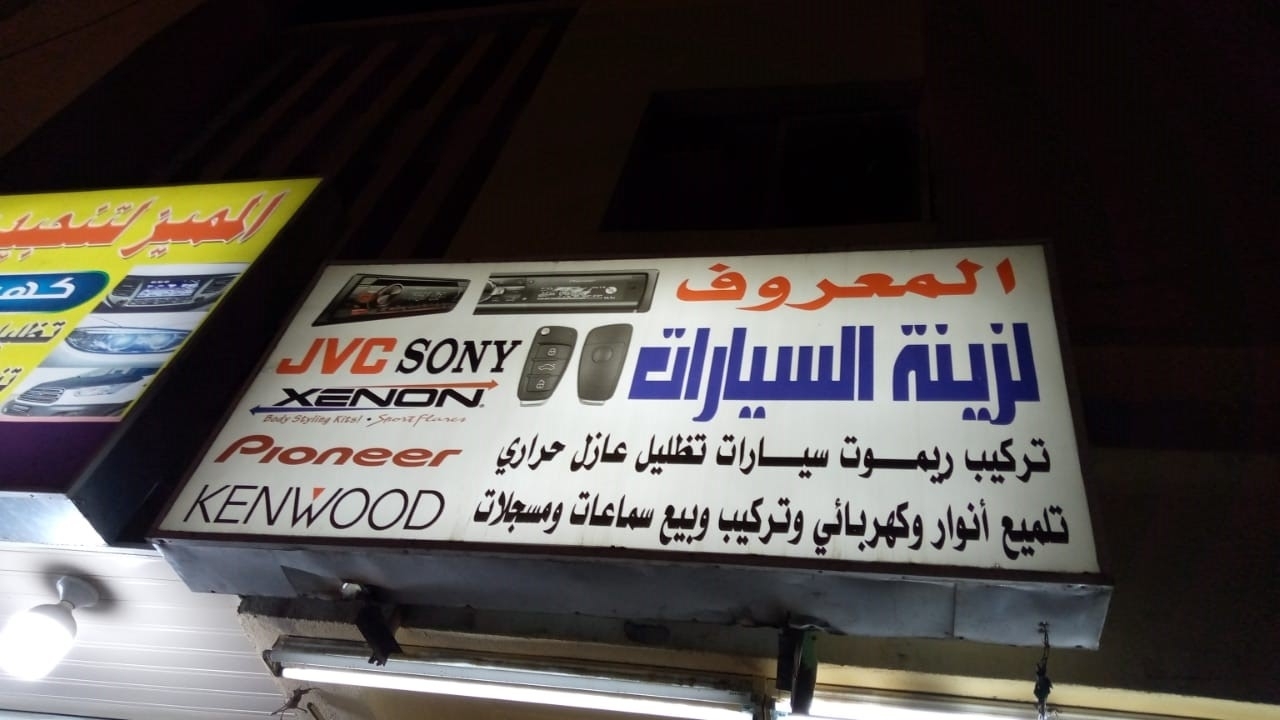 المعروف
لزينة السيارات
تركيب ريموت سيارات تظليل عازل حراري
تلميع أنوار وكهربائي وتركيب وبيع سماعات ومسجلات
JVC SONY
XENON
Body Styling Kits! • Sport Flares
Pioneer
KENWOOD
المميز